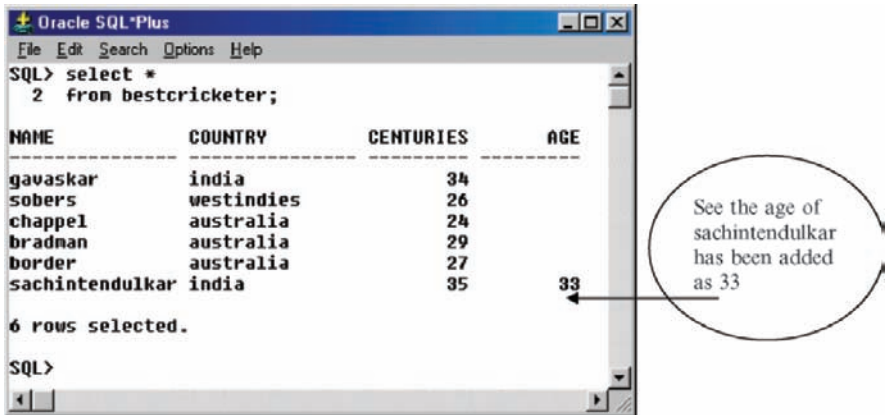 Oracle SQL*Plus
File Edit Search Options Help
SQL> select *
2 from bestcricketer;
NAME COUNTRY CENTURIES AGE
---------------- ---------------- --------- ---------
gavaskar india 34
sobers westindies 26
chappel australia 24
bradman australia 29
border australia 27
sachintendulkar india 35 33
6 rows selected.
SQL>
See the age of
sachintendulkar
has been added
as 33